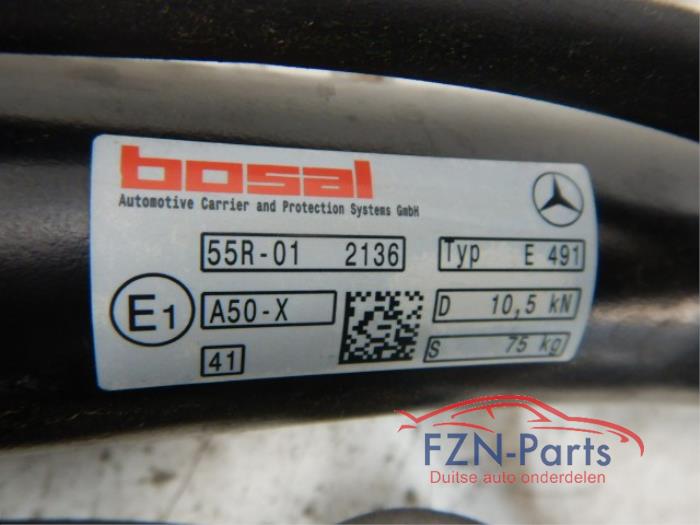 bosal
Automotive Carrier and Protection Systems GmbH
55R-01 2136
Typ E 491
E1
A50-X
D 10,5 kN
41
S 75 kg
FZN-Parts
Duitse auto onderdelen